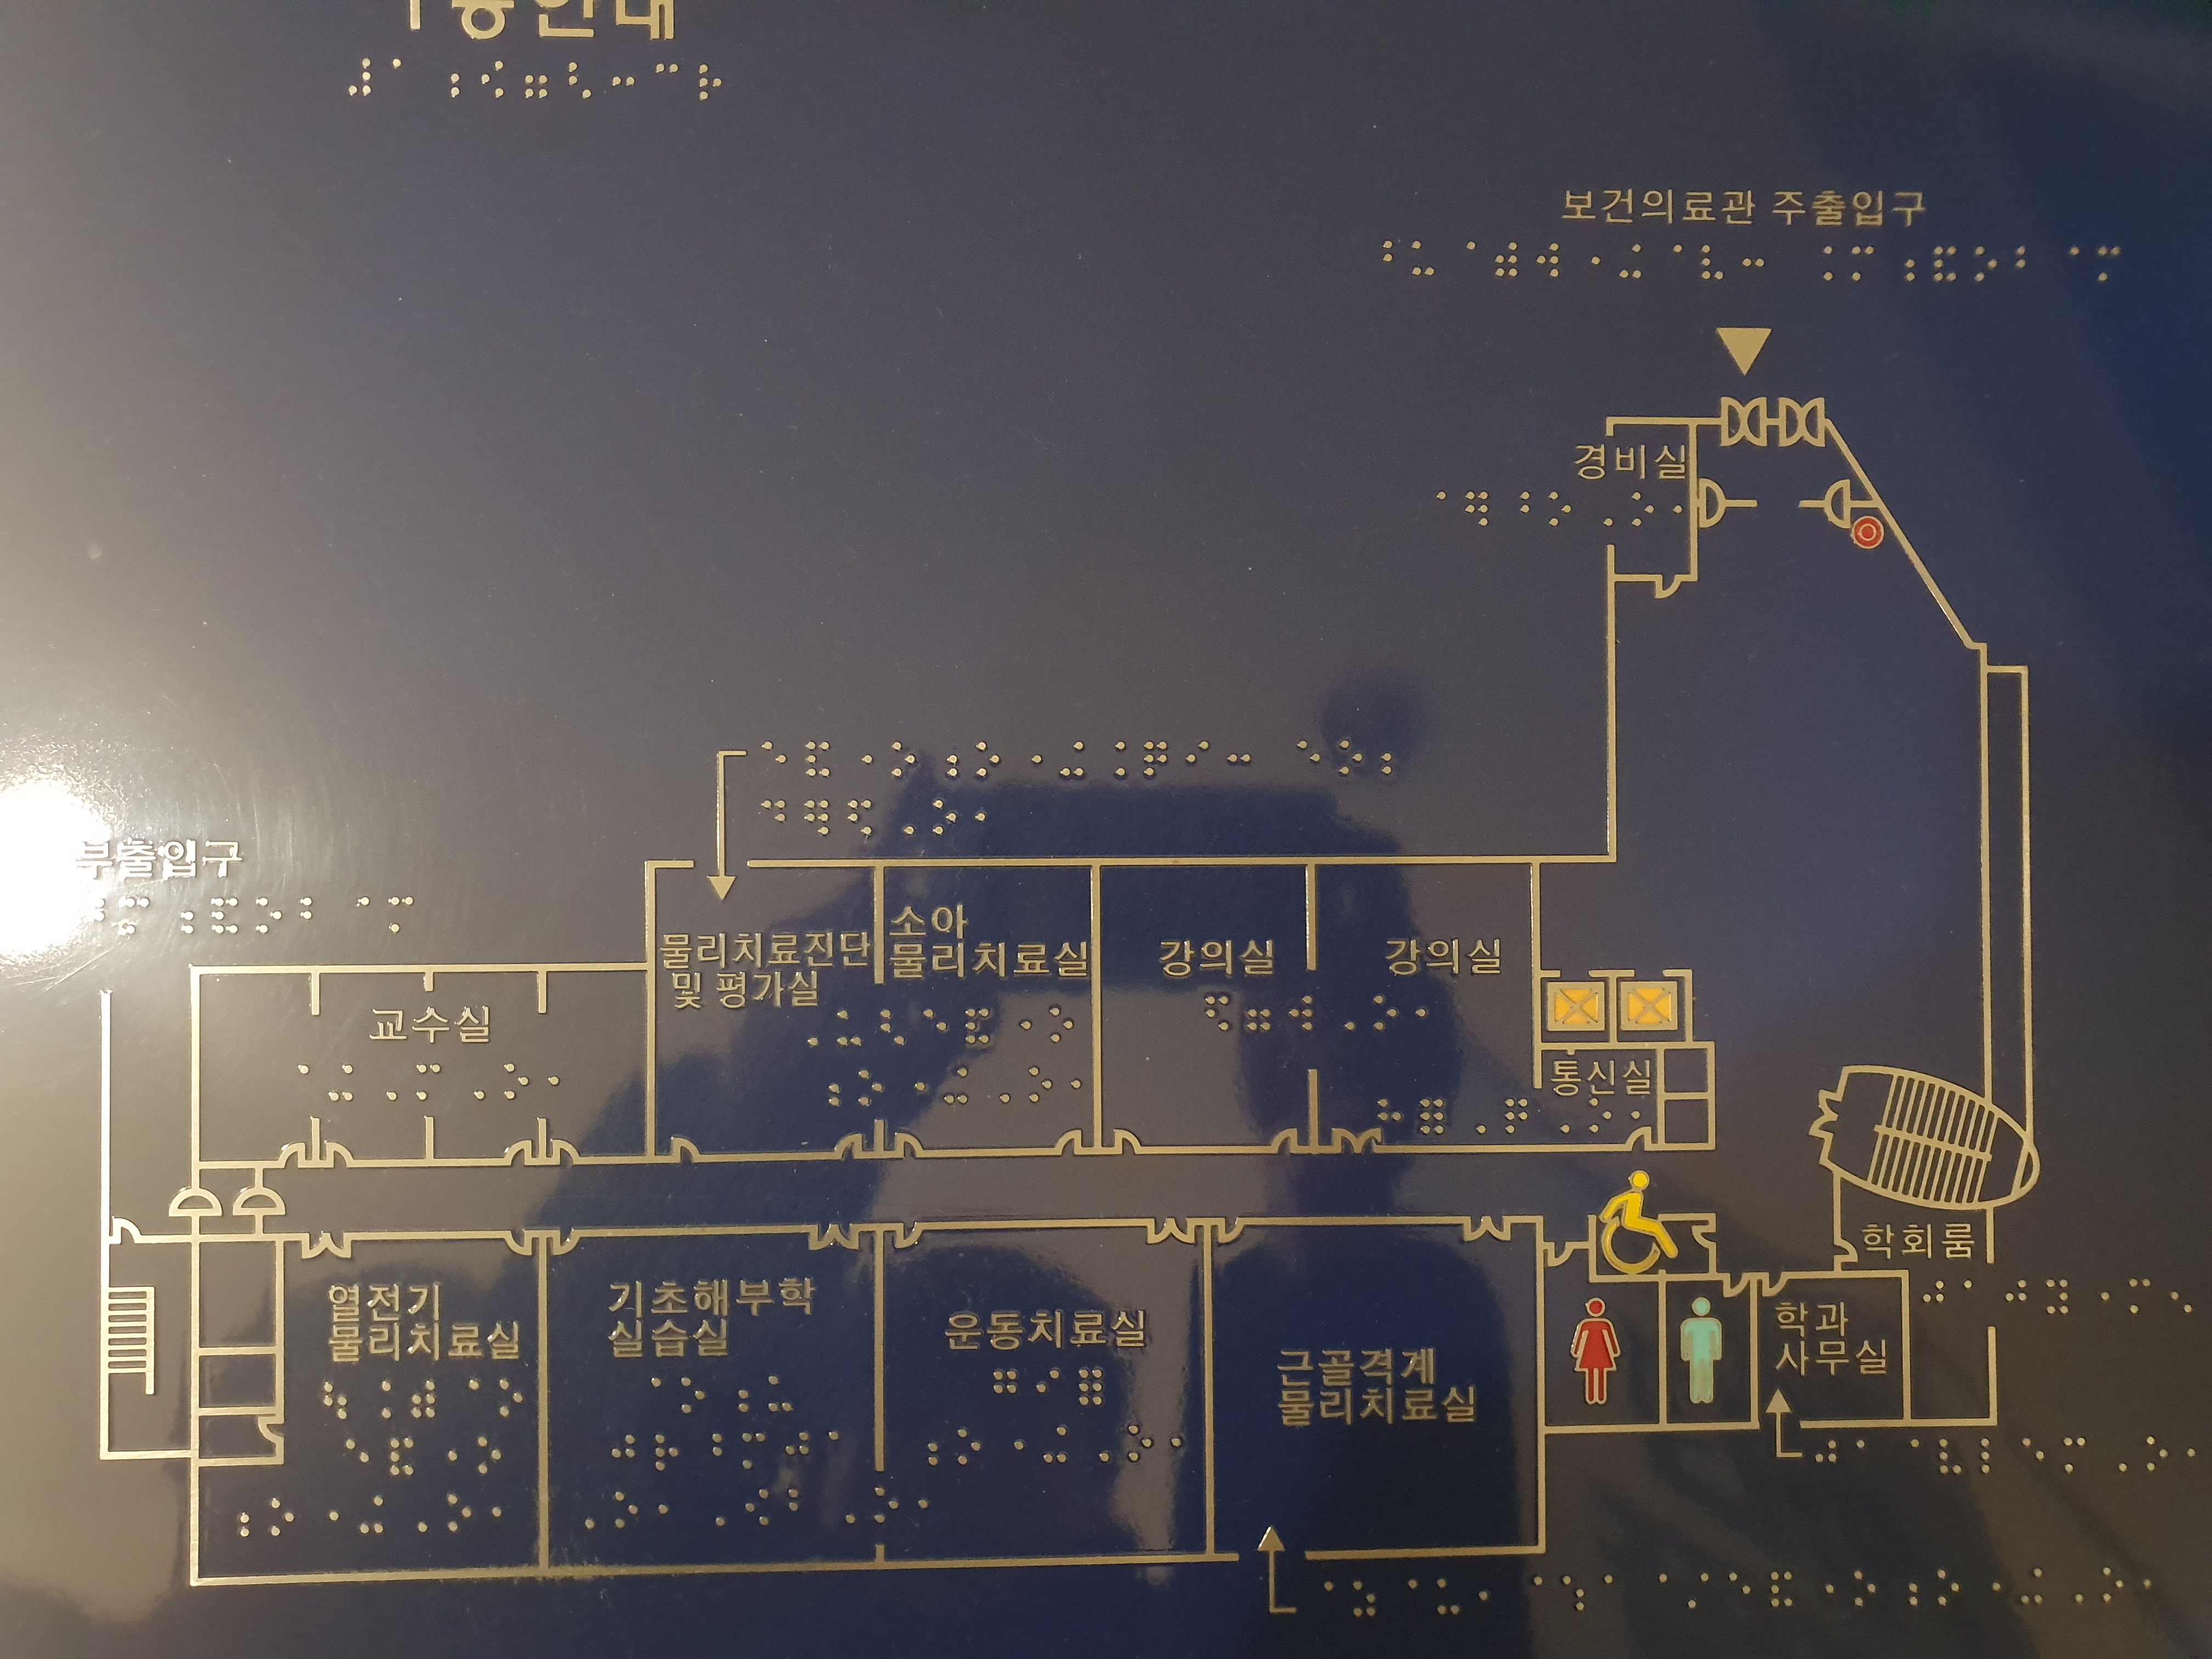 보건의료관 주출입구
경비실
부출입구
교수실
물리치료진단
및 평가실
소아
물리치료실
강의실
강의실
통신실
학회룸
열전기
물리치료실
기초해부학
실습실
운동치료실
근골격계
물리치료실
학과
사무실